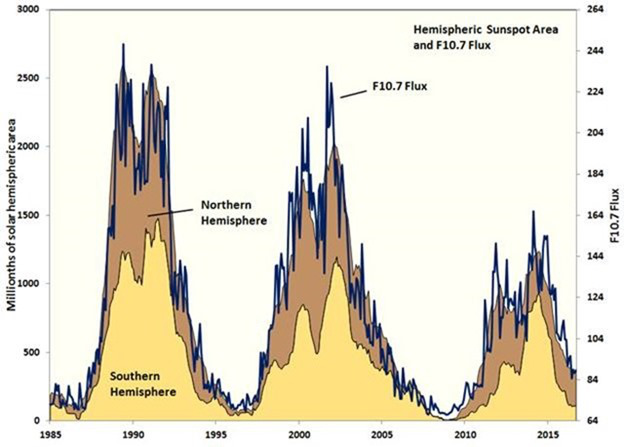 3000
2500
2000
1500
1000
500
0
Millionths of solar hemispheric area
1985
1990
1995
2000
2005
2010
2015
Hemispheric Sunspot Area
and F10.7 Flux
F10.7 Flux
Northern
Hemisphere
Southern
Hemisphere
264
244
224
204
184
164
144
124
104
84
64
F10.7 Flux